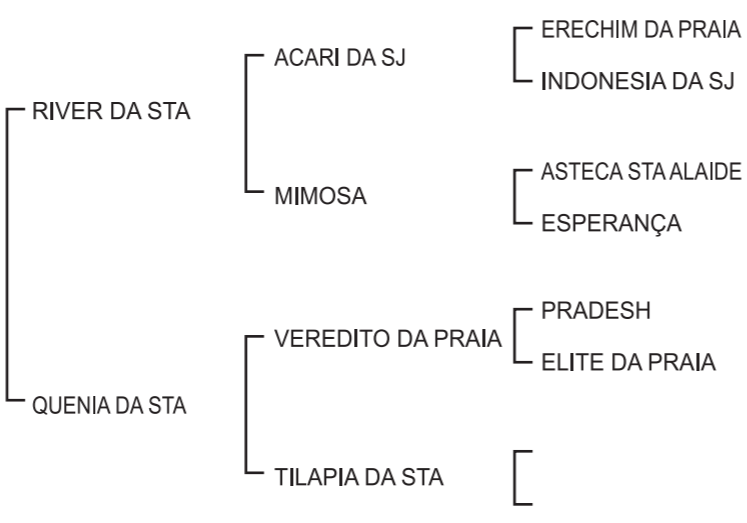 ERECHIM DA PRAIA
ACARI DA SJ
INDONESIA DA SJ
RIVER DA STA
ASTECA STA ALAIDE
MIMOSA
ESPERANÇA
PRADESH
VEREDITO DA PRAIA
ELITE DA PRAIA
QUENIA DA STA
TILAPIA DA STA